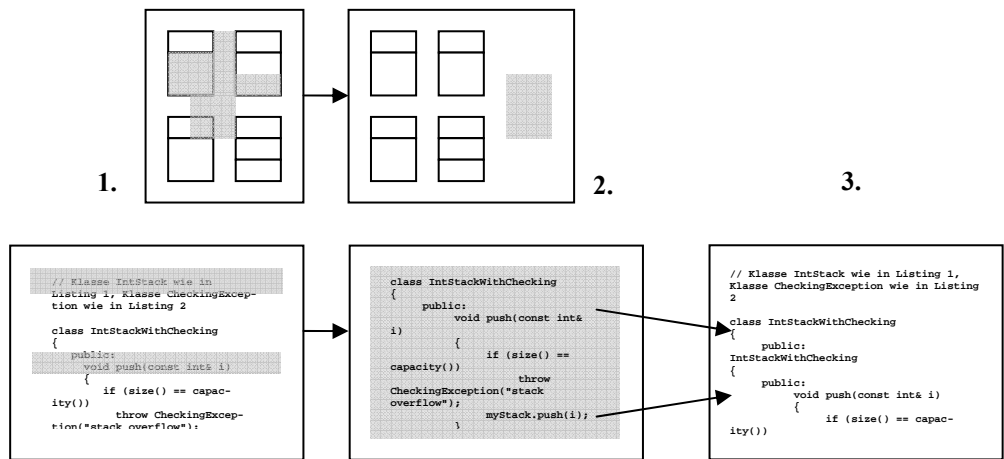 1.
2.
3.
// Klasse IntStack wie in
Listing 1, Klasse CheckingExcep-
tion wie in Listing 2
class IntStackWithChecking
{
public:
void push(const int& i)
{
if (size() == capac-
ity())
throw CheckingExcep-
tion("stack overflow");
class IntStackWithChecking
{
public:
void push(const int&
i)
{
if (size() ==
capacity())
throw
CheckingException("stack
overflow");
myStack.push(i);
}
// Klasse IntStack wie in Listing 1,
Klasse CheckingException wie in Listing
2
class IntStackWithChecking
{
public:
IntStackWithChecking
{
public:
void push(const int& i)
{
if (size() == capac-
ity())